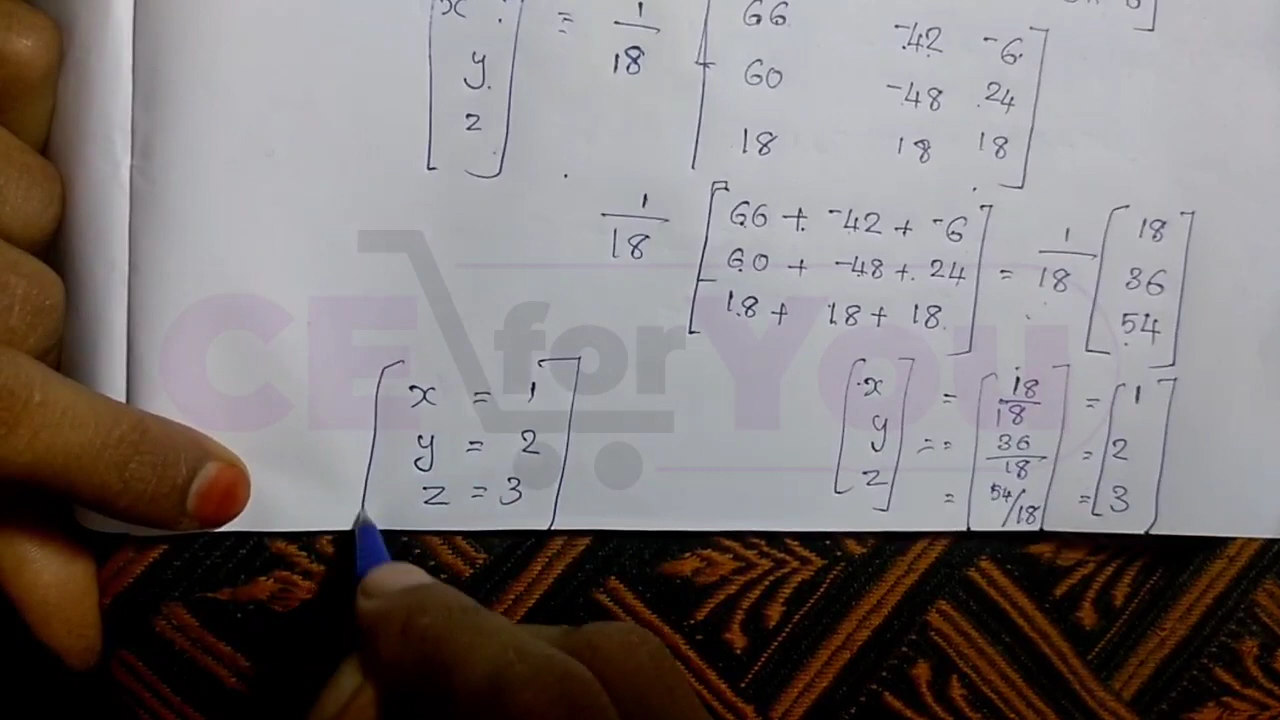 [x] = 1/18 [66 -42 -6]
[y] [60 -48 24]
[z] [18 18 18]
1/18 [66 + -42 + -6] = 1/18 [18]
[60 + -48 + 24] [36]
[18 + 18 + 18] [54]
[x = 1]
[y = 2]
[z = 3]
[x] = [18/18] = [1]
[y] == [36/18] = [2]
[z] = [54/18] = [3]
CE for You